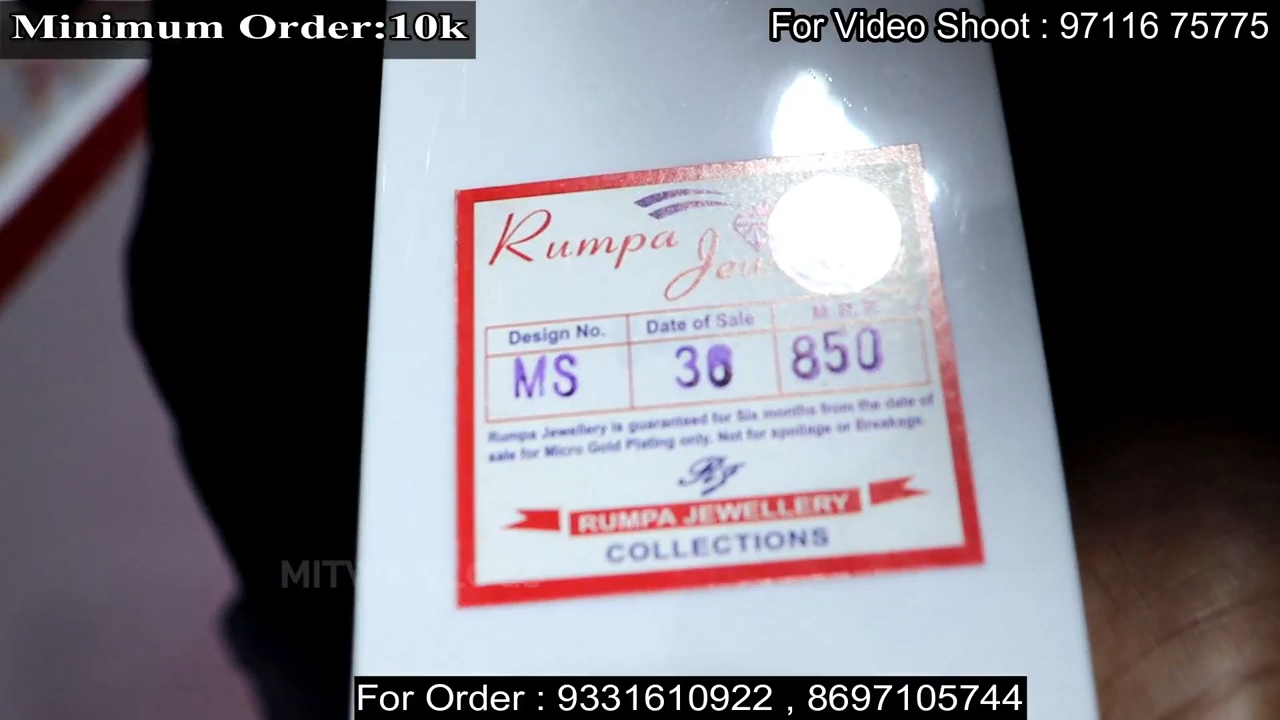 Minimum Order:10k
For Video Shoot : 97116 75775
Rumpa
Design No. Date of Sale M. R. P.
MS 36 850
Rumpa Jewellery is guaranteed for Six months from the date of
sale for Micro Gold Plating only. Not for spoilage or Breakage.
RJ
RUMPA JEWELLERY
COLLECTIONS
For Order : 9331610922 , 8697105744